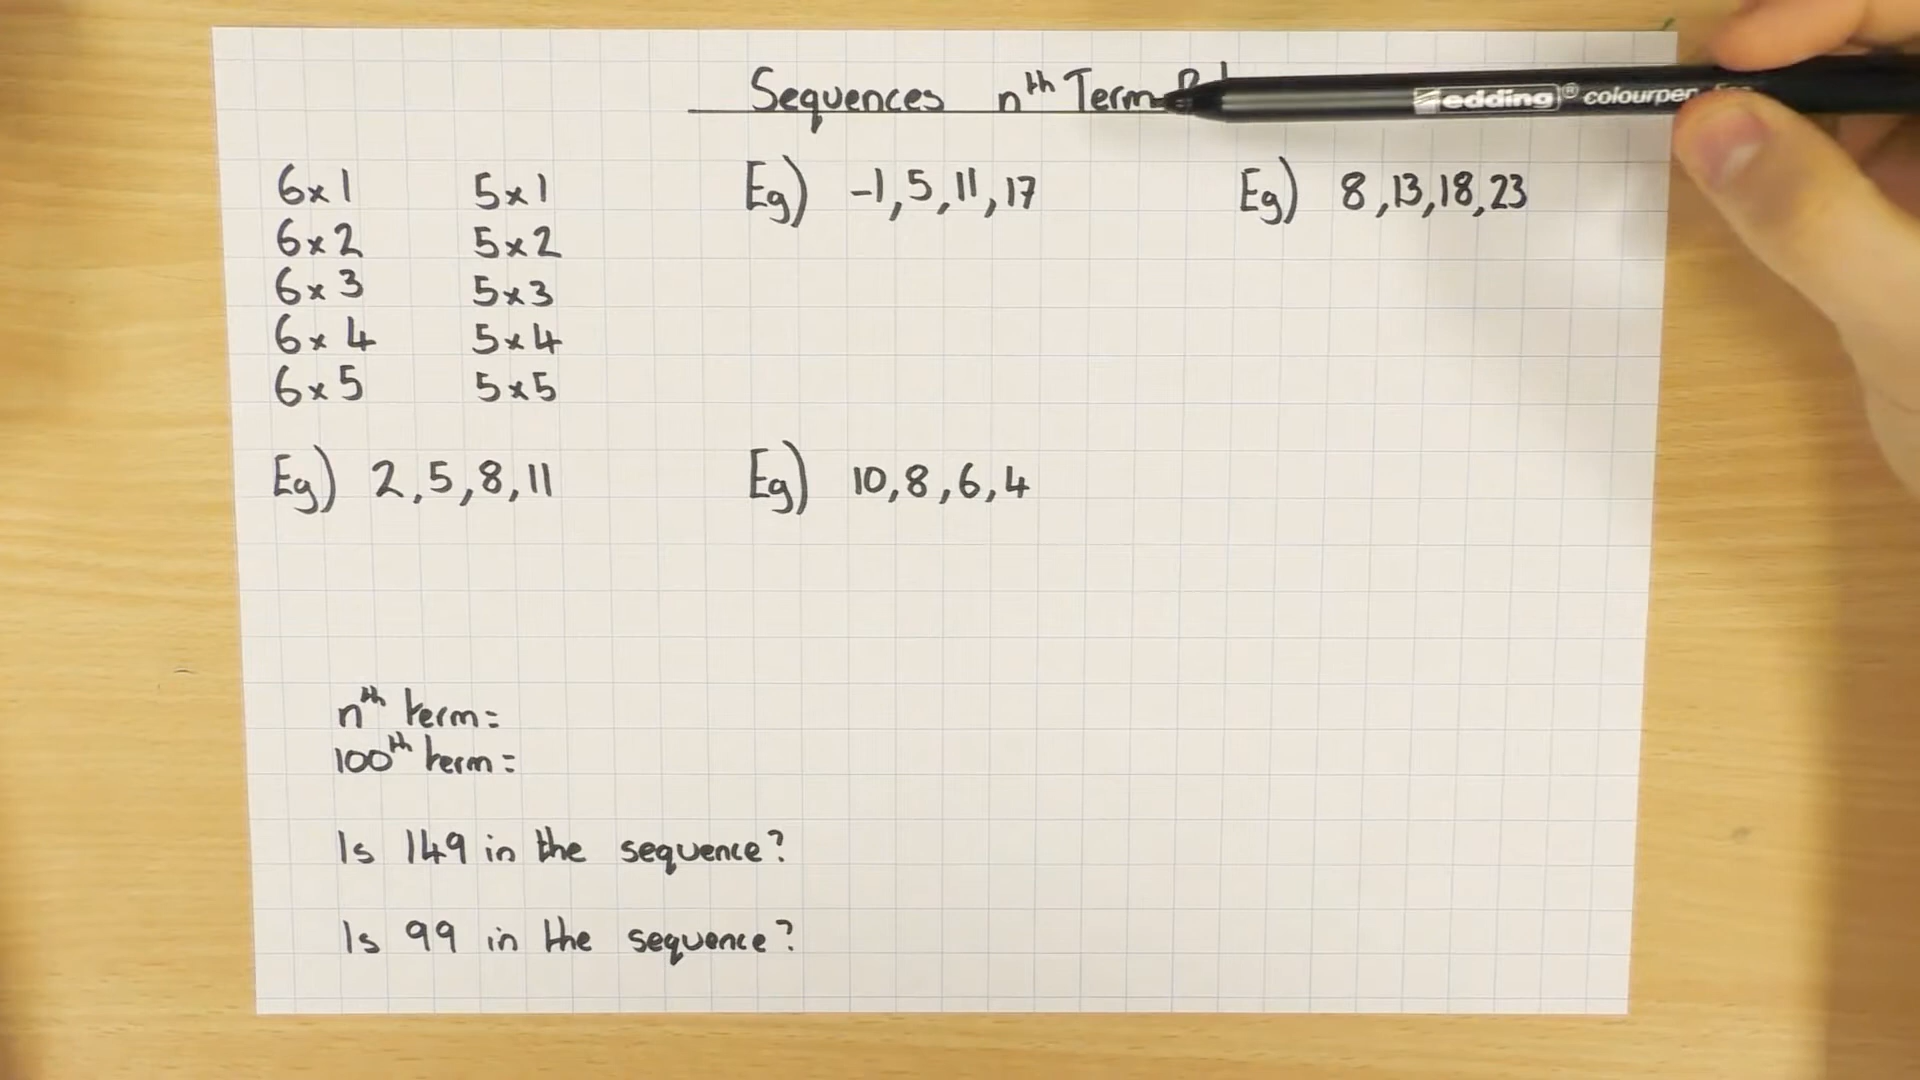 Sequences nth Term
edding® colourpen
6x1 5x1
6x2 5x2
6x3 5x3
6x4 5x4
6x5 5x5
Eg) -1, 5, 11, 17
Eg) 8, 13, 18, 23
Eg) 2, 5, 8, 11
Eg) 10, 8, 6, 4
nth term=
100th term=
Is 149 in the sequence?
Is 99 in the sequence?